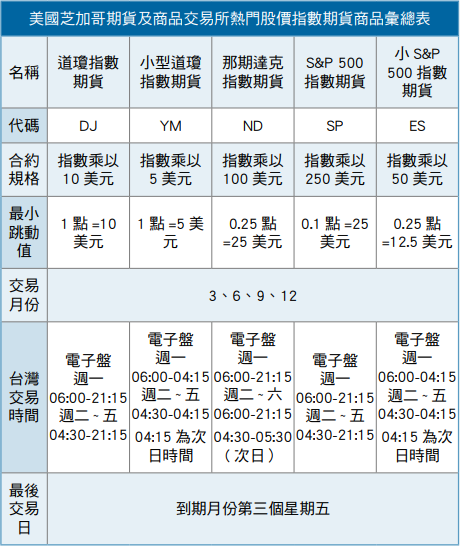 美國芝加哥期貨及商品交易所熱門股價指數期貨商品彙總表
名稱
道瓊指數
期貨
小型道瓊
指數期貨
那期達克
指數期貨
S&P 500
指數期貨
小 S&P
500 指數
期貨
代碼
DJ
YM
ND
SP
ES
合約
規格
指數乘以
10 美元
指數乘以
5 美元
指數乘以
100 美元
指數乘以
250 美元
指數乘以
50 美元
最小
跳動
值
1 點 =10
美元
1 點 =5 美
元
0.25 點
=25 美元
0.1 點 =25
美元
0.25 點
=12.5 美元
交易
月份
3、6、9、12
台灣
交易
時間
電子盤
週一
06:00-21:15
週二 ~ 五
04:30-21:15
電子盤
週一
06:00-04:15
週二 ~ 五
04:30-04:15
04:15 為次
日時間
電子盤
週一
06:00-21:15
週二 ~ 六
06:00-21:15
04:30-05:30
（次日）
電子盤
週一
06:00-21:15
週二 ~ 五
04:30-21:15
電子盤
週一
06:00-04:15
週二 ~ 五
04:30-04:15
04:15 為次
日時間
最後
交易
日
到期月份第三個星期五